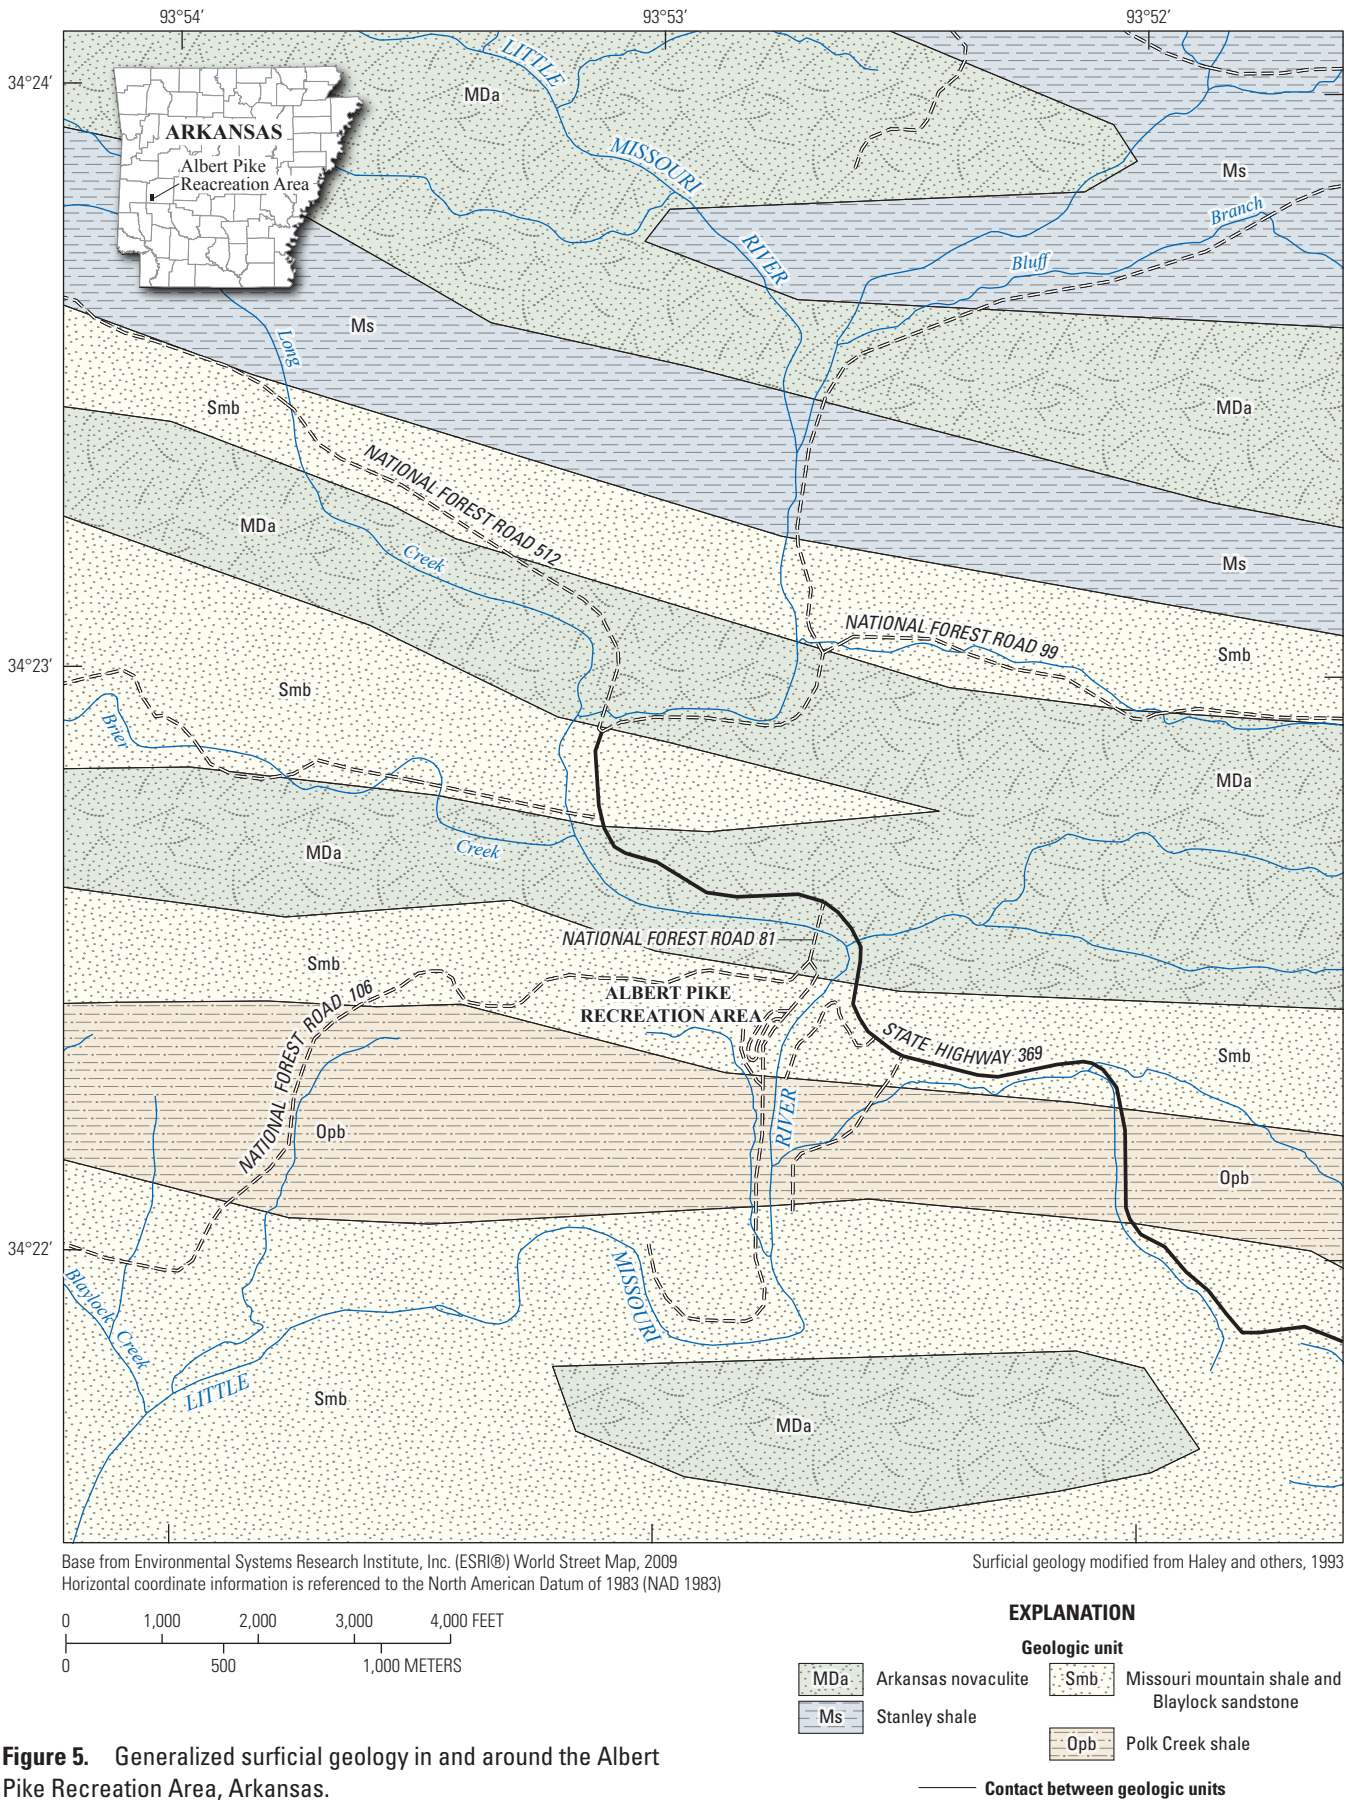 93°54′
93°53′
93°52′
34°24′
34°23′
34°22′
ARKANSAS
Albert Pike
Reacreation Area
LITTLE
MISSOURI
RIVER
MDa
Ms
Branch
Bluff
Long
Ms
Smb
MDa
NATIONAL FOREST ROAD 512
MDa
Creek
Ms
NATIONAL FOREST ROAD 99
Smb
Smb
Brier
MDa
MDa
Creek
NATIONAL FOREST ROAD 81
Smb
NATIONAL FOREST ROAD 106
ALBERT PIKE
RECREATION AREA
STATE HIGHWAY 369
Smb
RIVER
Opb
Opb
Blaylock Creek
MISSOURI
LITTLE
Smb
MDa
Base from Environmental Systems Research Institute, Inc. (ESRI®) World Street Map, 2009
Horizontal coordinate information is referenced to the North American Datum of 1983 (NAD 1983)
Surficial geology modified from Haley and others, 1993
0 1,000 2,000 3,000 4,000 FEET
0 500 1,000 METERS
EXPLANATION
Geologic unit
MDa Arkansas novaculite
Ms Stanley shale
Smb Missouri mountain shale and
Blaylock sandstone
Opb Polk Creek shale
Contact between geologic units
Figure 5. Generalized surficial geology in and around the Albert
Pike Recreation Area, Arkansas.